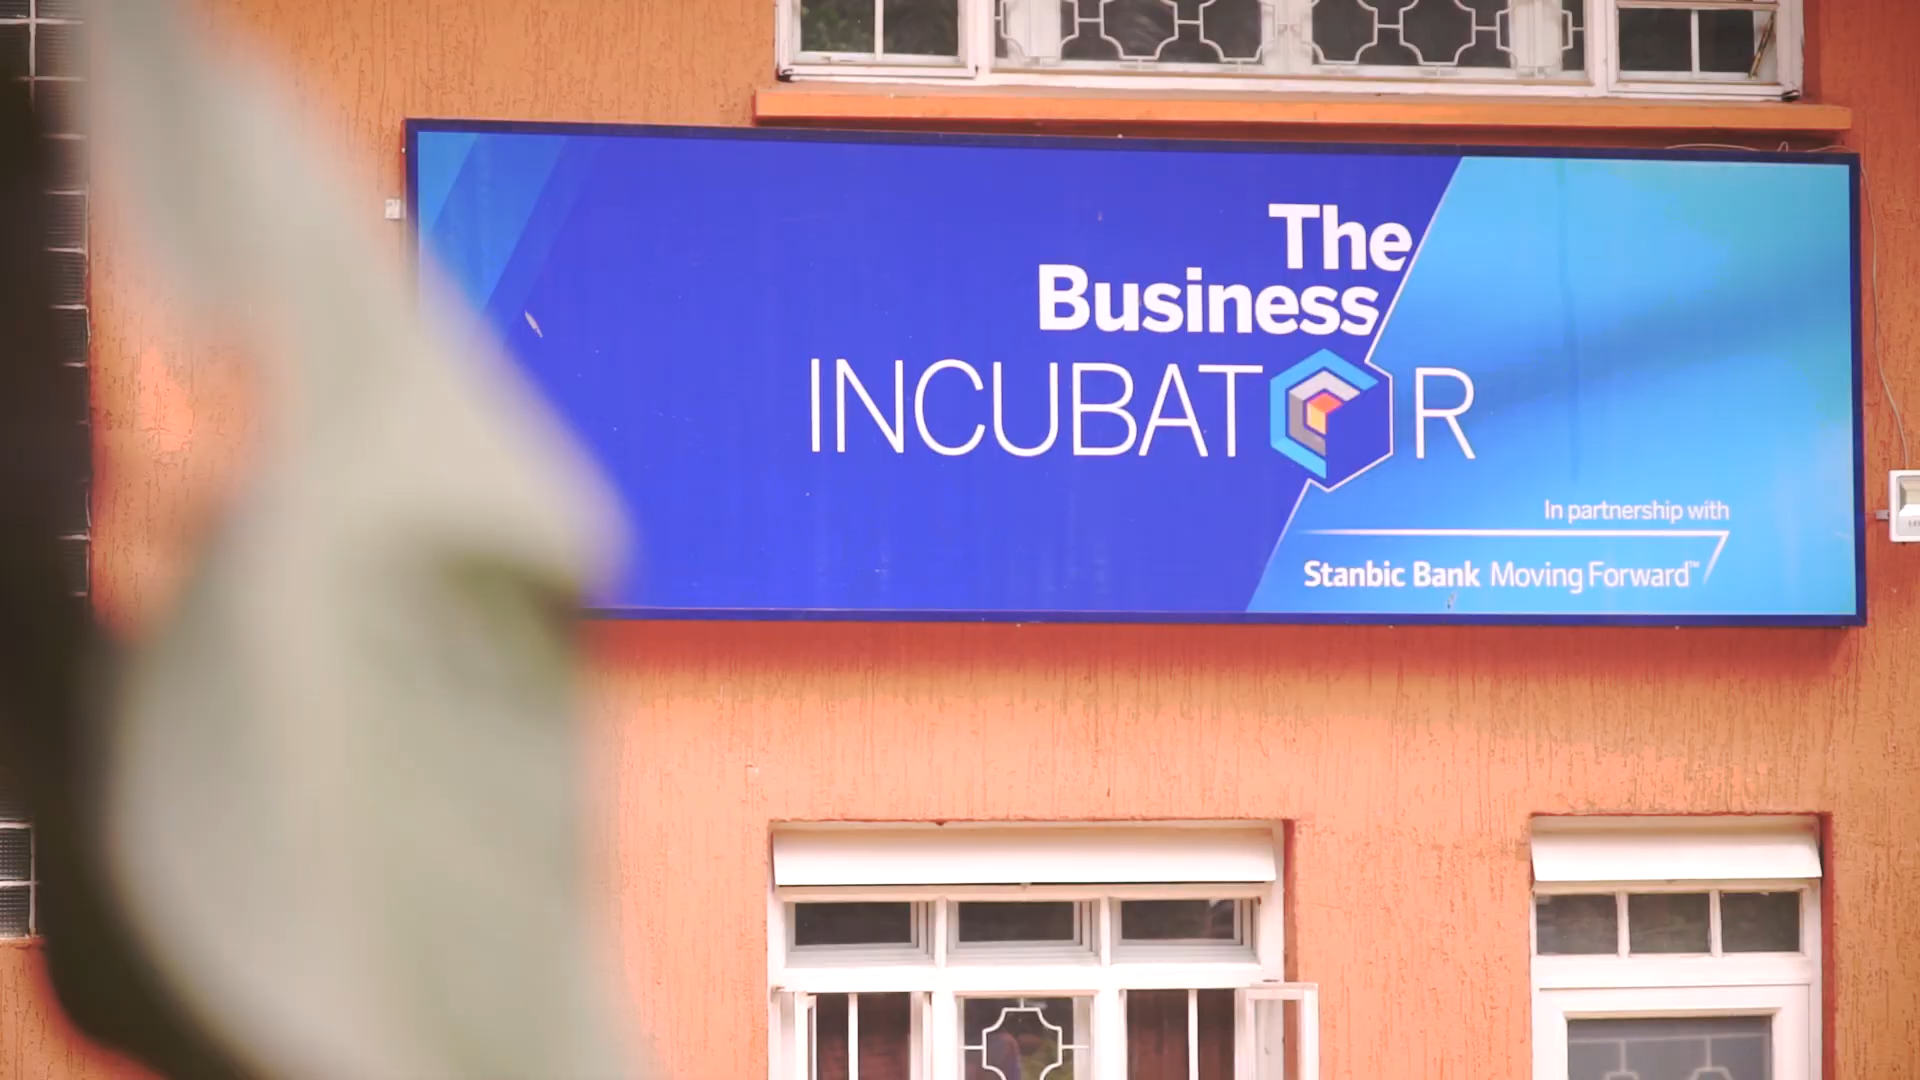 The
Business
INCUBATOR
In partnership with
Stanbic Bank Moving Forward™